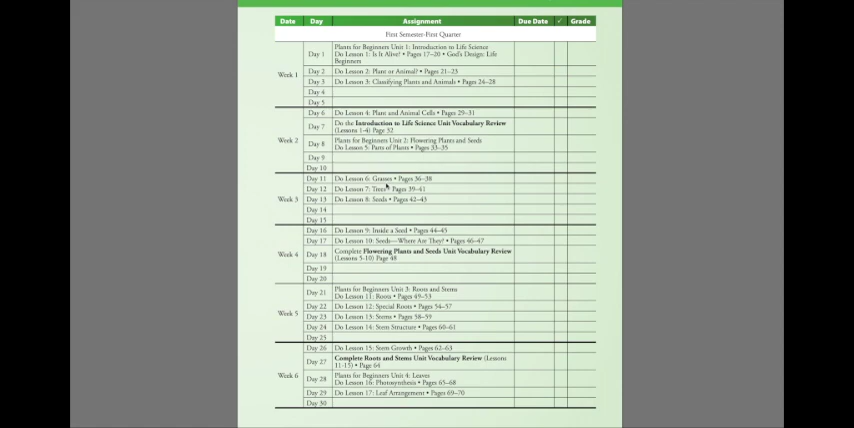 Date Day Assignment Due Date ✓ Grade
First Semester-First Quarter
Week 1
Day 1
Plants for Beginners Unit 1: Introduction to Life Science
Do Lesson 1: Is It Alive? • Pages 17–20 • God's Design: Life
Beginners
Day 2 Do Lesson 2: Plant or Animal? • Pages 21–23
Day 3 Do Lesson 3: Classifying Plants and Animals • Pages 24–28
Day 4
Day 5
Week 2
Day 6 Do Lesson 4: Plant and Animal Cells • Pages 29–31
Day 7
Do the Introduction to Life Science Unit Vocabulary Review
(Lessons 1-4) Page 32
Day 8
Plants for Beginners Unit 2: Flowering Plants and Seeds
Do Lesson 5: Parts of Plants • Pages 33–35
Day 9
Day 10
Week 3
Day 11 Do Lesson 6: Grasses • Pages 36–38
Day 12 Do Lesson 7: Trees Pages 39–41
Day 13 Do Lesson 8: Seeds • Pages 42–43
Day 14
Day 15
Week 4
Day 16 Do Lesson 9: Inside a Seed • Pages 44–45
Day 17 Do Lesson 10: Seeds—Where Are They? • Pages 46–47
Day 18
Complete Flowering Plants and Seeds Unit Vocabulary Review
(Lessons 5-10) Page 48
Day 19
Day 20
Week 5
Day 21
Plants for Beginners Unit 3: Roots and Stems
Do Lesson 11: Roots • Pages 49–53
Day 22 Do Lesson 12: Special Roots • Pages 54–57
Day 23 Do Lesson 13: Stems • Pages 58–59
Day 24 Do Lesson 14: Stem Structure • Pages 60–61
Day 25
Week 6
Day 26 Do Lesson 15: Stem Growth • Pages 62–63
Day 27
Complete Roots and Stems Unit Vocabulary Review (Lessons
11-15) • Page 64
Day 28
Plants for Beginners Unit 4: Leaves
Do Lesson 16: Photosynthesis • Pages 65–68
Day 29 Do Lesson 17: Leaf Arrangement • Pages 69–70
Day 30